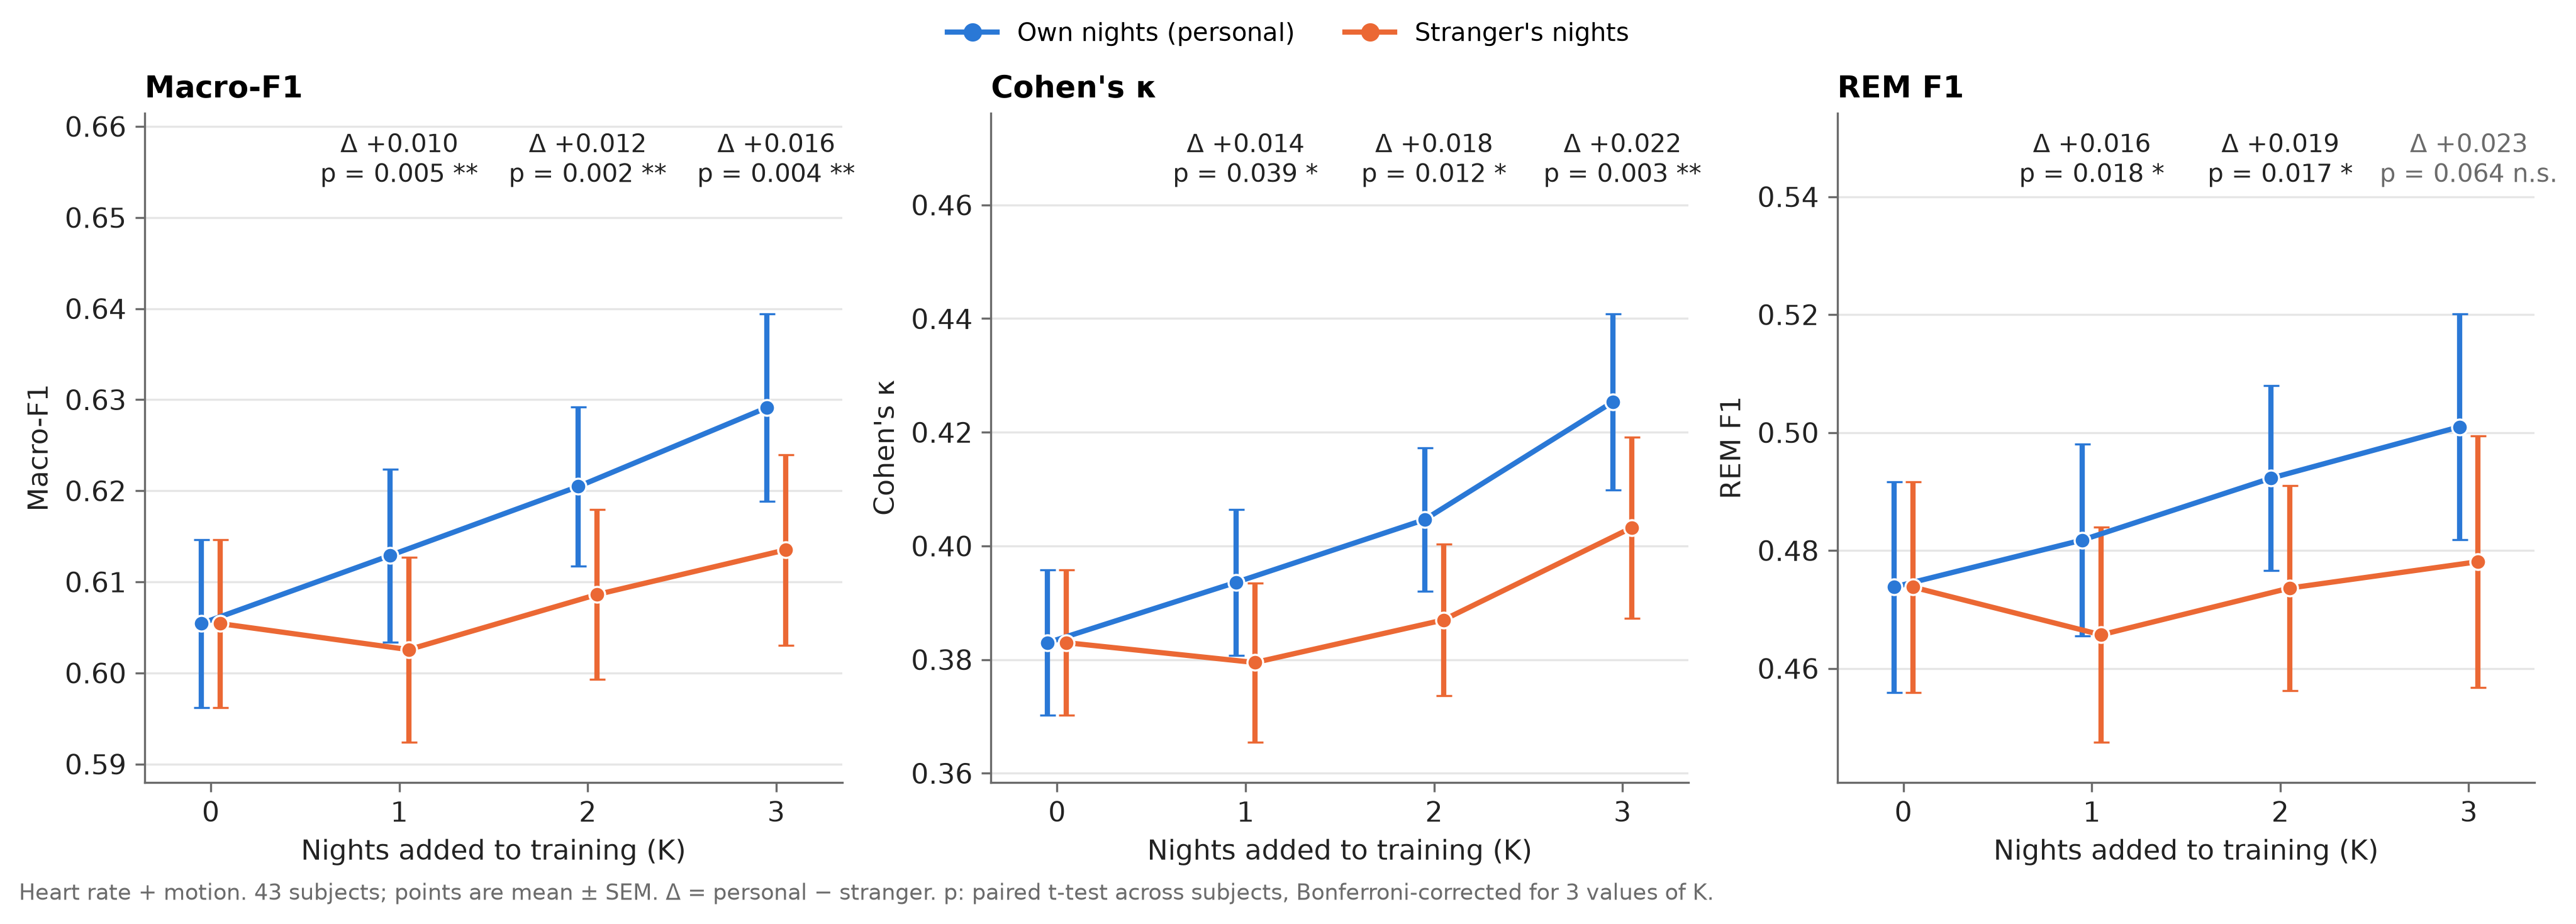 Own nights (personal)
Stranger's nights
Macro-F1
Δ +0.010
p = 0.005 **
Δ +0.012
p = 0.002 **
Δ +0.016
p = 0.004 **
0.66
0.65
0.64
0.63
0.62
0.61
0.60
0.59
Macro-F1
0
1
2
3
Nights added to training (K)
Cohen's κ
Δ +0.014
p = 0.039 *
Δ +0.018
p = 0.012 *
Δ +0.022
p = 0.003 **
0.46
0.44
0.42
0.40
0.38
0.36
Cohen's κ
0
1
2
3
Nights added to training (K)
REM F1
Δ +0.016
p = 0.018 *
Δ +0.019
p = 0.017 *
Δ +0.023
p = 0.064 n.s.
0.54
0.52
0.50
0.48
0.46
REM F1
0
1
2
3
Nights added to training (K)
Heart rate + motion. 43 subjects; points are mean ± SEM. Δ = personal − stranger. p: paired t-test across subjects, Bonferroni-corrected for 3 values of K.